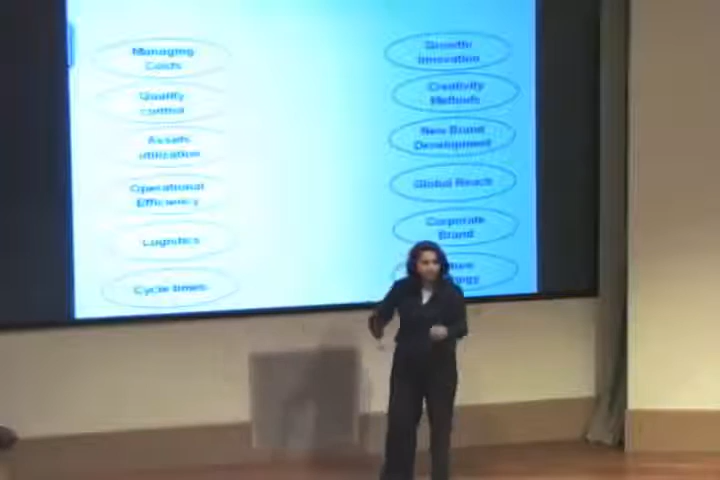 Managing
Costs
Quality
control
Assets
utilization
Operational
Efficiency
Logistics
Cycle times
Growth
Innovation
Creativity
Methods
New Brand
Development
Global Reach
Corporate
Brand